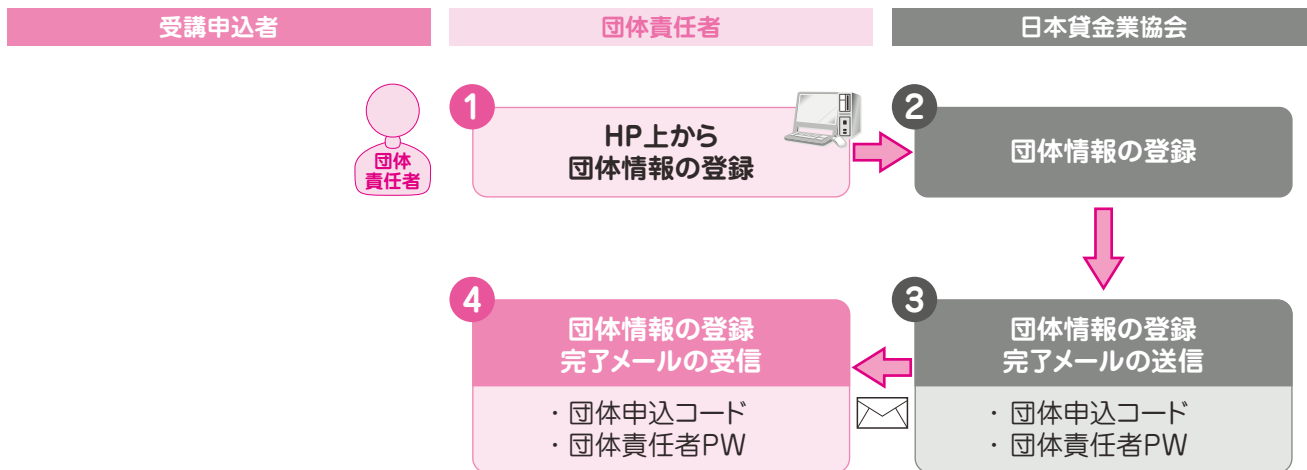 受講申込者
団体責任者
日本貸金業協会
団体
責任者
1
HP上から
団体情報の登録
2
団体情報の登録
4
団体情報の登録
完了メールの受信
・団体申込コード
・団体責任者PW
3
団体情報の登録
完了メールの送信
・団体申込コード
・団体責任者PW